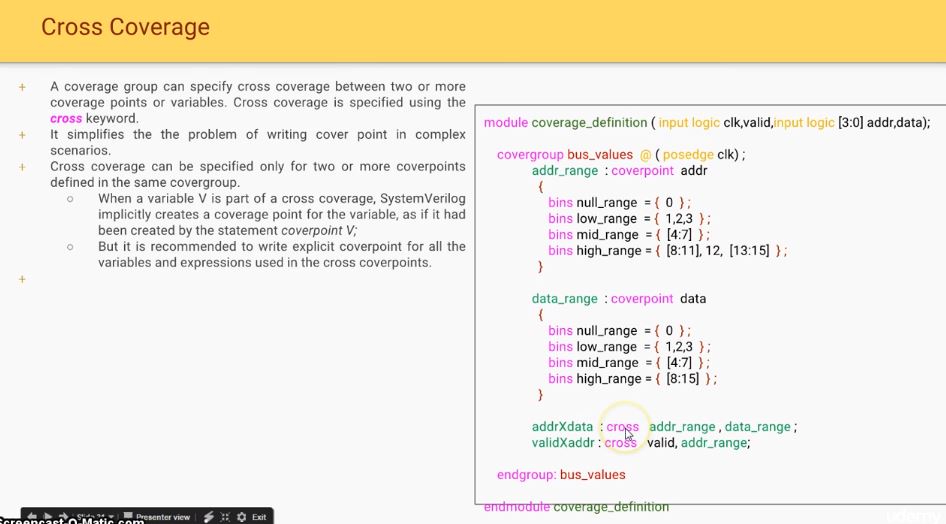 Cross Coverage
+ A coverage group can specify cross coverage between two or more
coverage points or variables. Cross coverage is specified using the
cross keyword.
+ It simplifies the the problem of writing cover point in complex
scenarios.
+ Cross coverage can be specified only for two or more coverpoints
defined in the same covergroup.
○ When a variable V is part of a cross coverage, SystemVerilog
implicitly creates a coverage point for the variable, as if it had
been created by the statement coverpoint V;
○ But it is recommended to write explicit coverpoint for all the
variables and expressions used in the cross coverpoints.
+
module coverage_definition ( input logic clk,valid,input logic [3:0] addr,data);
covergroup bus_values @ ( posedge clk) ;
addr_range : coverpoint addr
{
bins null_range = { 0 } ;
bins low_range = { 1,2,3 } ;
bins mid_range = { [4:7] } ;
bins high_range = { [8:11], 12, [13:15] } ;
}
data_range : coverpoint data
{
bins null_range = { 0 } ;
bins low_range = { 1,2,3 } ;
bins mid_range = { [4:7] } ;
bins high_range = { [8:15] } ;
}
addrXdata : cross addr_range , data_range ;
validXaddr : cross valid, addr_range;
endgroup: bus_values
endmodule coverage_definition
Presenter view
Exit
Screencast-O-Matic.com
udemy